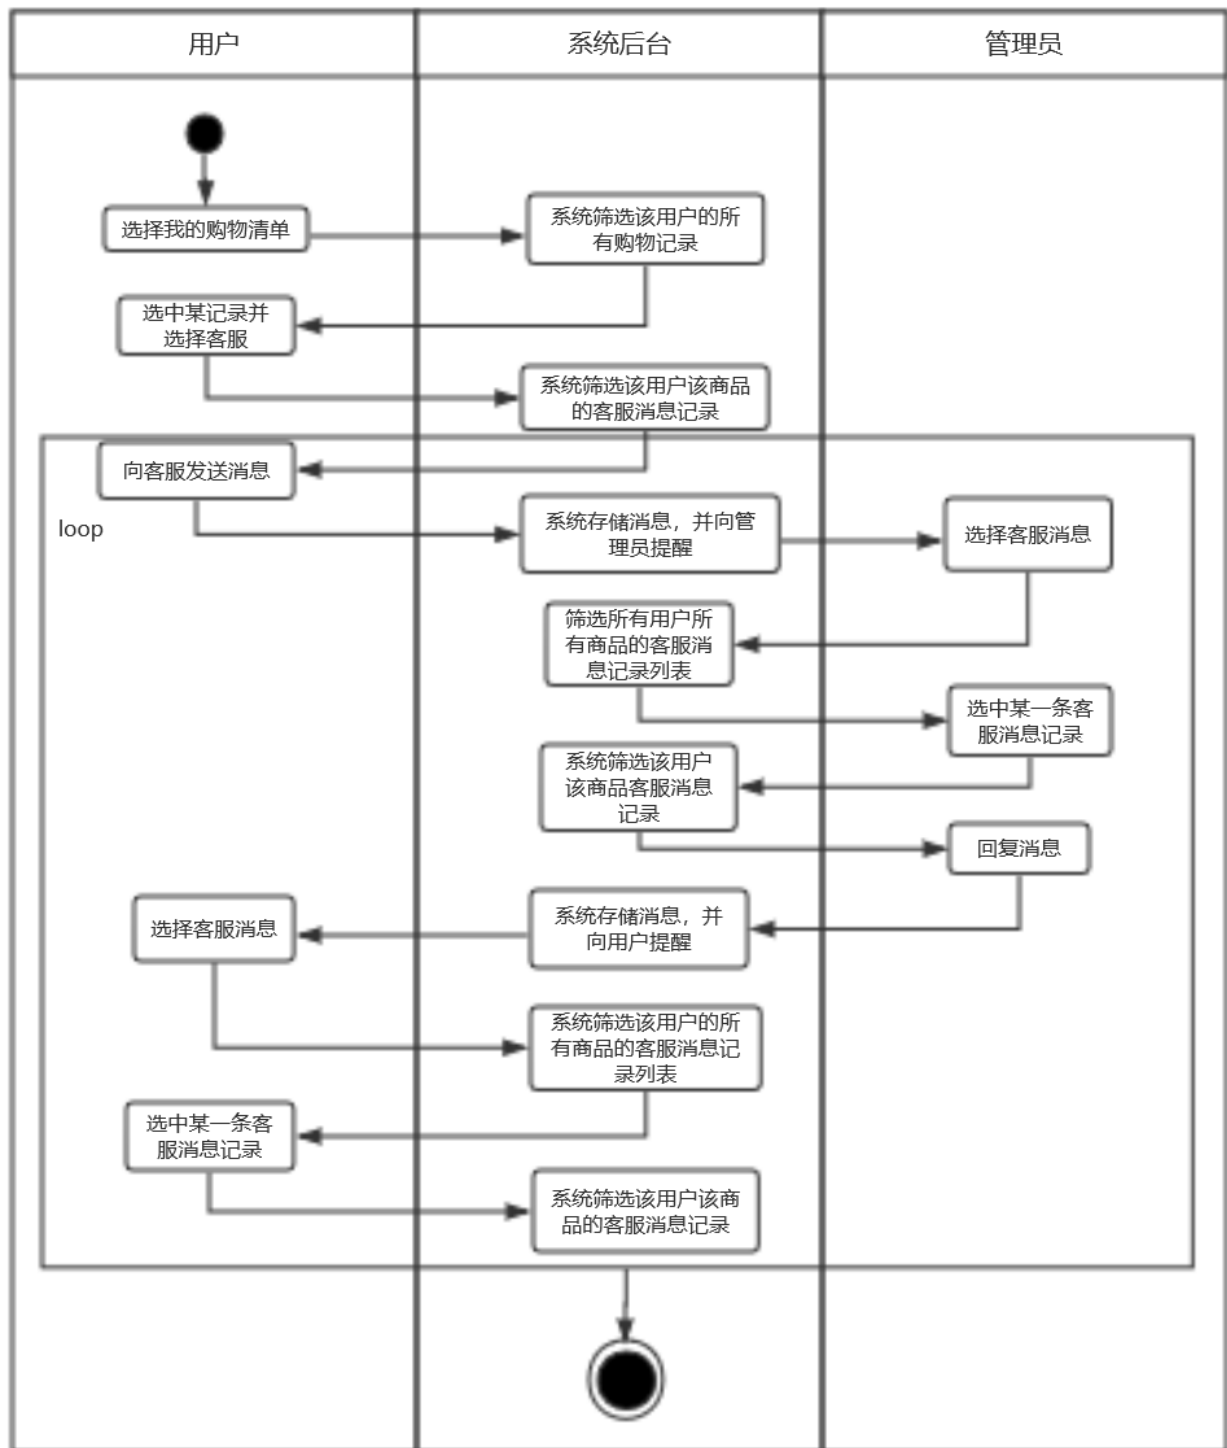 用户
系统后台
管理员
选择我的购物清单
系统筛选该用户的所
有购物记录
选中某记录并
选择客服
系统筛选该用户该商品
的客服消息记录
向客服发送消息
loop
系统存储消息，并向管
理员提醒
选择客服消息
筛选所有用户所
有商品的客服消
息记录列表
选中某一条客
服消息记录
系统筛选该用户
该商品客服消息
记录
回复消息
系统存储消息，并
向用户提醒
选择客服消息
系统筛选该用户的所
有商品的客服消息记
录列表
选中某一条客
服消息记录
系统筛选该用户该商
品的客服消息记录